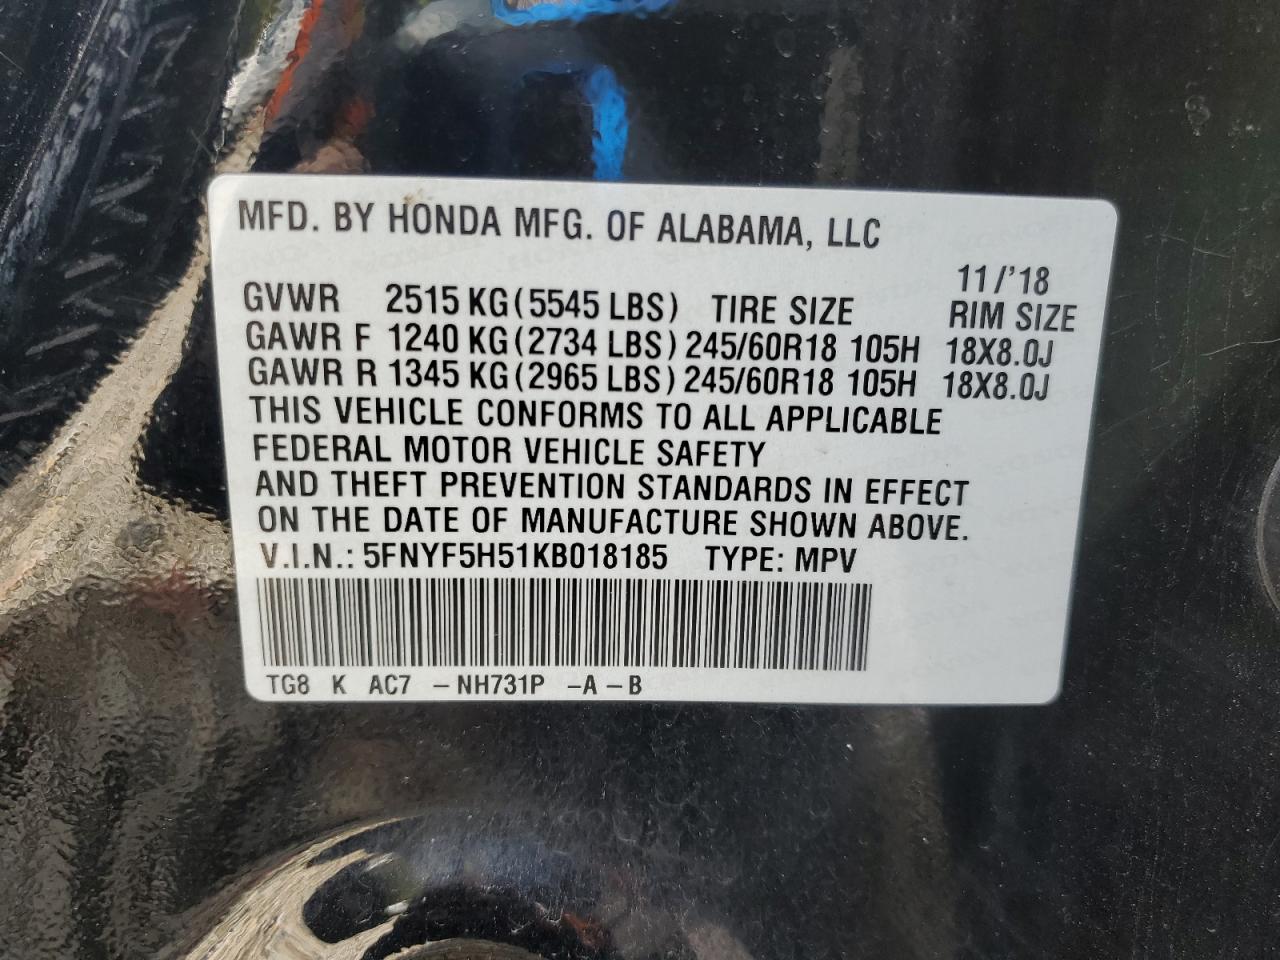 MFD. BY HONDA MFG. OF ALABAMA, LLC
11/'18
GVWR 2515 KG(5545 LBS) TIRE SIZE RIM SIZE
GAWR F 1240 KG(2734 LBS) 245/60R18 105H 18X8.0J
GAWR R 1345 KG(2965 LBS) 245/60R18 105H 18X8.0J
THIS VEHICLE CONFORMS TO ALL APPLICABLE
FEDERAL MOTOR VEHICLE SAFETY
AND THEFT PREVENTION STANDARDS IN EFFECT
ON THE DATE OF MANUFACTURE SHOWN ABOVE.
V.I.N.: 5FNYF5H51KB018185 TYPE: MPV
TG8 K AC7 –NH731P –A –B